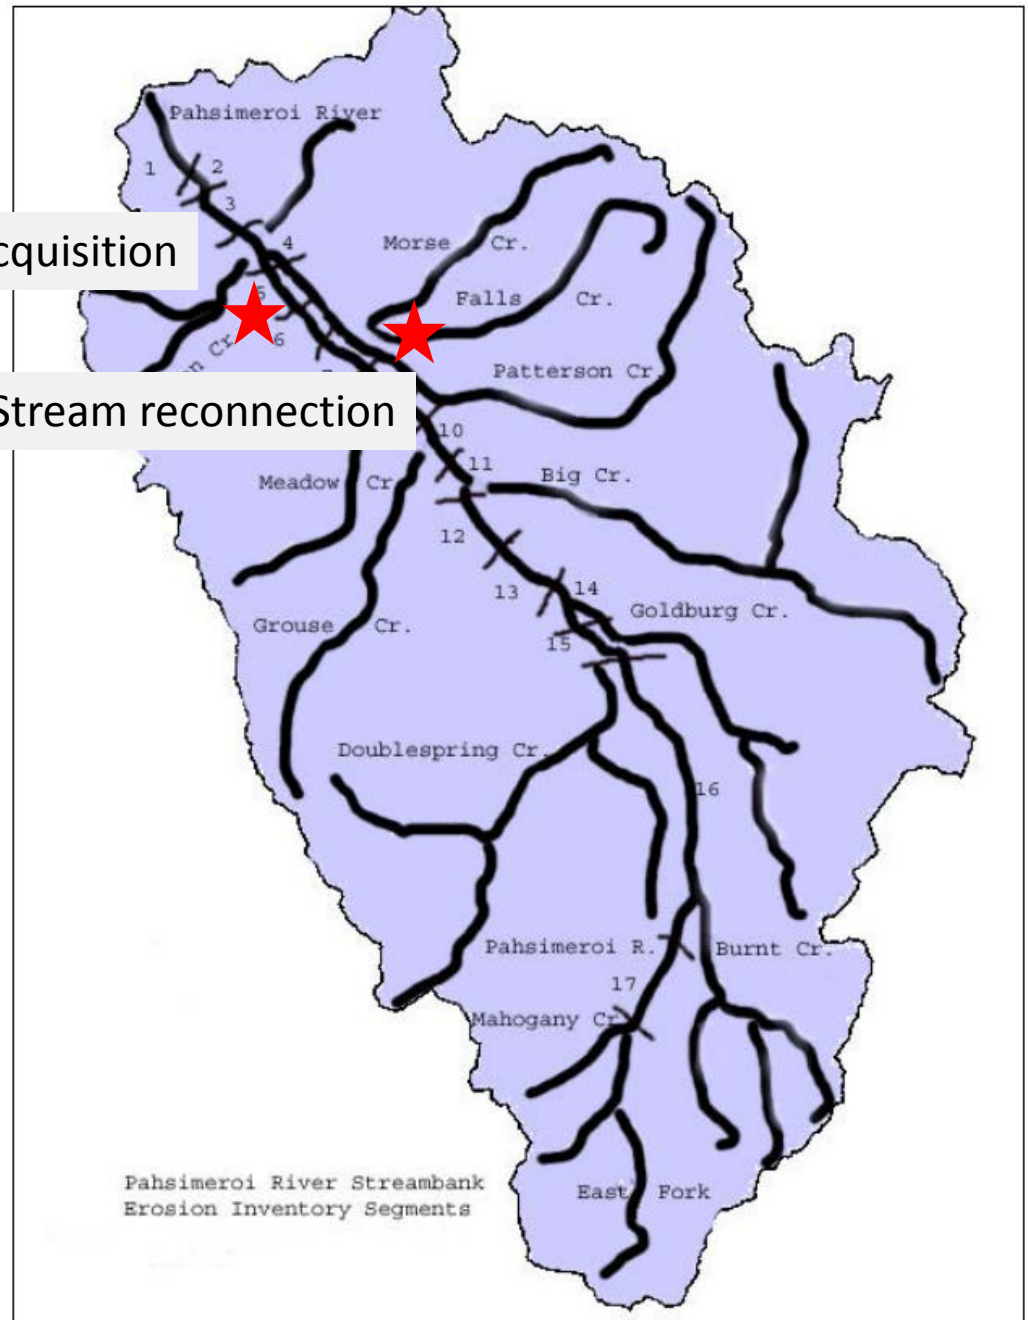 Pahsimeroi River
1
2
3
cquisition
4
Morse Cr.
5
Falls Cr.
6
n Cr
Patterson Cr
Stream reconnection
10
11
Meadow Cr
Big Cr.
12
13
14
Goldburg Cr.
Grouse Cr.
15
Doublespring Cr.
16
Pahsimeroi R.
Burnt Cr.
17
Mahogany Cr
Pahsimeroi River Streambank
Erosion Inventory Segments
East Fork